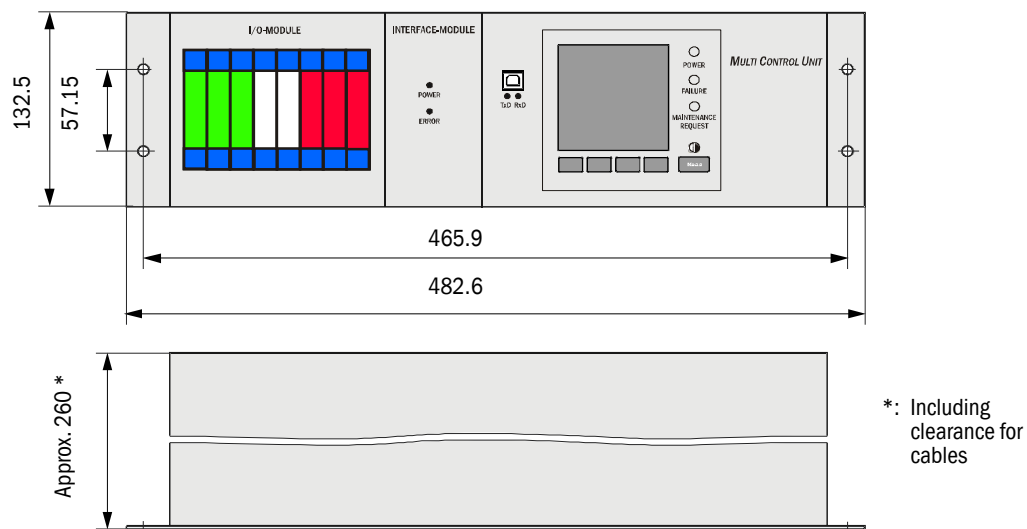 I/O-MODULE
INTERFACE-MODULE
POWER
ERROR
TxD RxD
POWER
FAILURE
MAINTENANCE
REQUEST
MULTI CONTROL UNIT
132.5
57.15
465.9
482.6
Approx. 260 *
*: Including
clearance for
cables